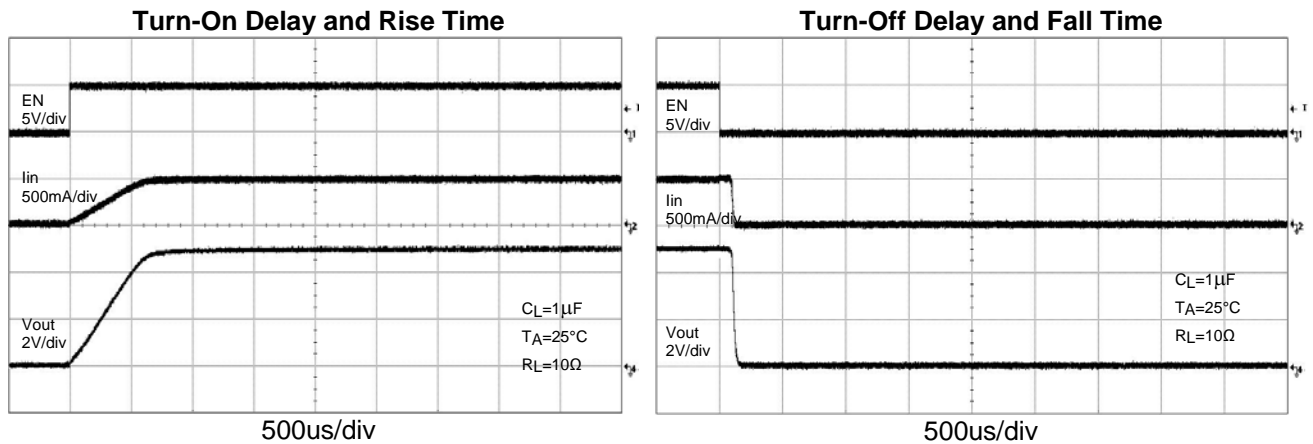 Turn-On Delay and Rise Time
EN
5V/div
Iin
500mA/div
Vout
2V/div
CL=1μF
TA=25°C
RL=10Ω
500us/div
Turn-Off Delay and Fall Time
EN
5V/div
Iin
500mA/div
Vout
2V/div
CL=1μF
TA=25°C
RL=10Ω
500us/div